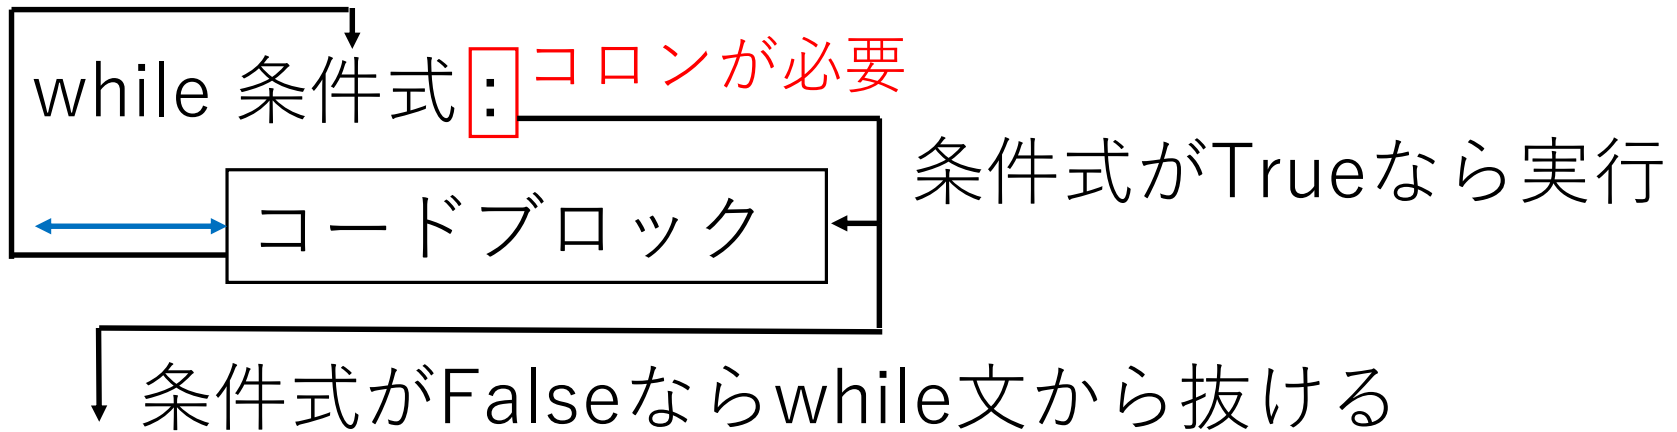 while 条件式 : コロンが必要
条件式がTrueなら実行
コードブロック
条件式がFalseならwhile文から抜ける